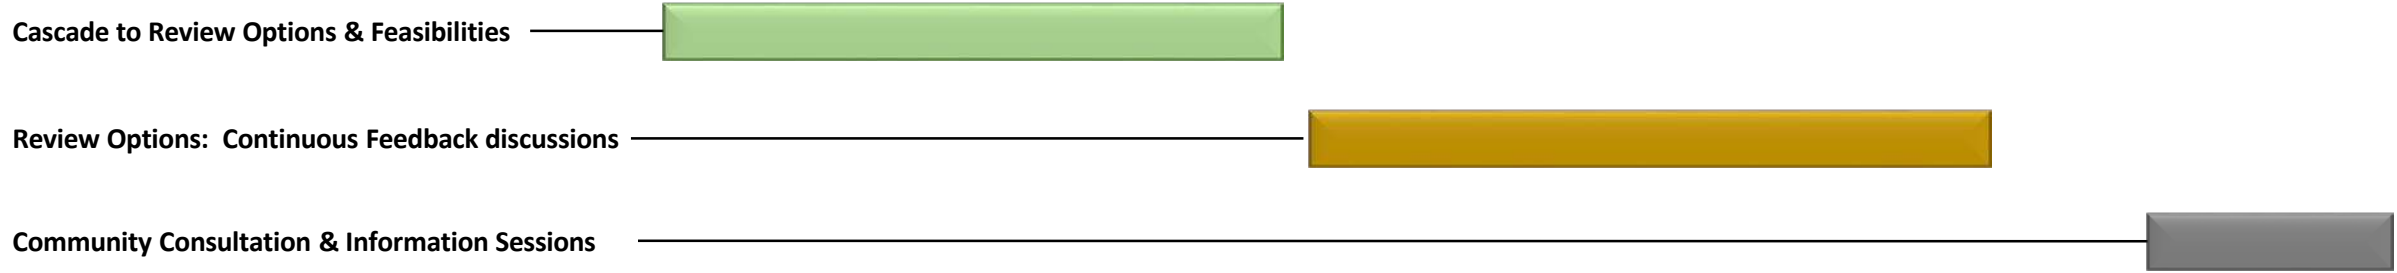 Cascade to Review Options & Feasibilities
Review Options:  Continuous Feedback discussions
Community Consultation & Information Sessions